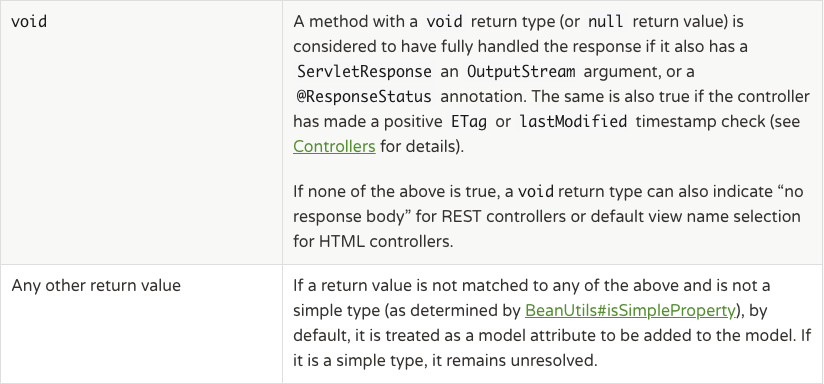 void
A method with a void return type (or null return value) is
considered to have fully handled the response if it also has a
ServletResponse an OutputStream argument, or a
@ResponseStatus annotation. The same is also true if the controller
has made a positive ETag or lastModified timestamp check (see
Controllers for details).
If none of the above is true, a void return type can also indicate “no
response body” for REST controllers or default view name selection
for HTML controllers.
Any other return value
If a return value is not matched to any of the above and is not a
simple type (as determined by BeanUtils#isSimpleProperty), by
default, it is treated as a model attribute to be added to the model. If
it is a simple type, it remains unresolved.